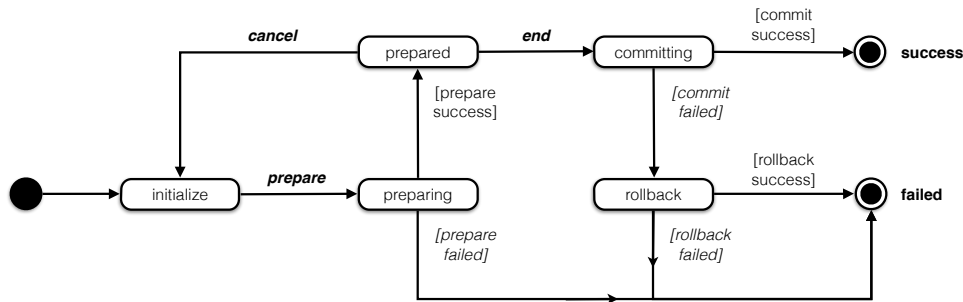 cancel
prepared
end
committing
[commit
success]
success
[prepare
success]
[commit
failed]
initialize
prepare
preparing
rollback
[rollback
success]
failed
[prepare
failed]
[rollback
failed]